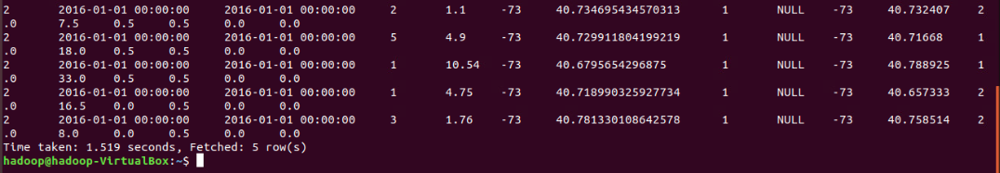 2 2016-01-01 00:00:00 2016-01-01 00:00:00 2 1.1 -73 40.734695434570313 1 NULL -73 40.732407 2
.0 7.5 0.5 0.5 0.0 0.0
2 2016-01-01 00:00:00 2016-01-01 00:00:00 5 4.9 -73 40.729911804199219 1 NULL -73 40.71668 1
.0 18.0 0.5 0.5 0.0 0.0
2 2016-01-01 00:00:00 2016-01-01 00:00:00 1 10.54 -73 40.6795654296875 1 NULL -73 40.788925 1
.0 33.0 0.5 0.5 0.0 0.0
2 2016-01-01 00:00:00 2016-01-01 00:00:00 1 4.75 -73 40.718990325927734 1 NULL -73 40.657333 2
.0 16.5 0.0 0.5 0.0 0.0
2 2016-01-01 00:00:00 2016-01-01 00:00:00 3 1.76 -73 40.781330108642578 1 NULL -73 40.758514 2
.0 8.0 0.0 0.5 0.0 0.0
Time taken: 1.519 seconds, Fetched: 5 row(s)
hadoop@hadoop-VirtualBox:~$